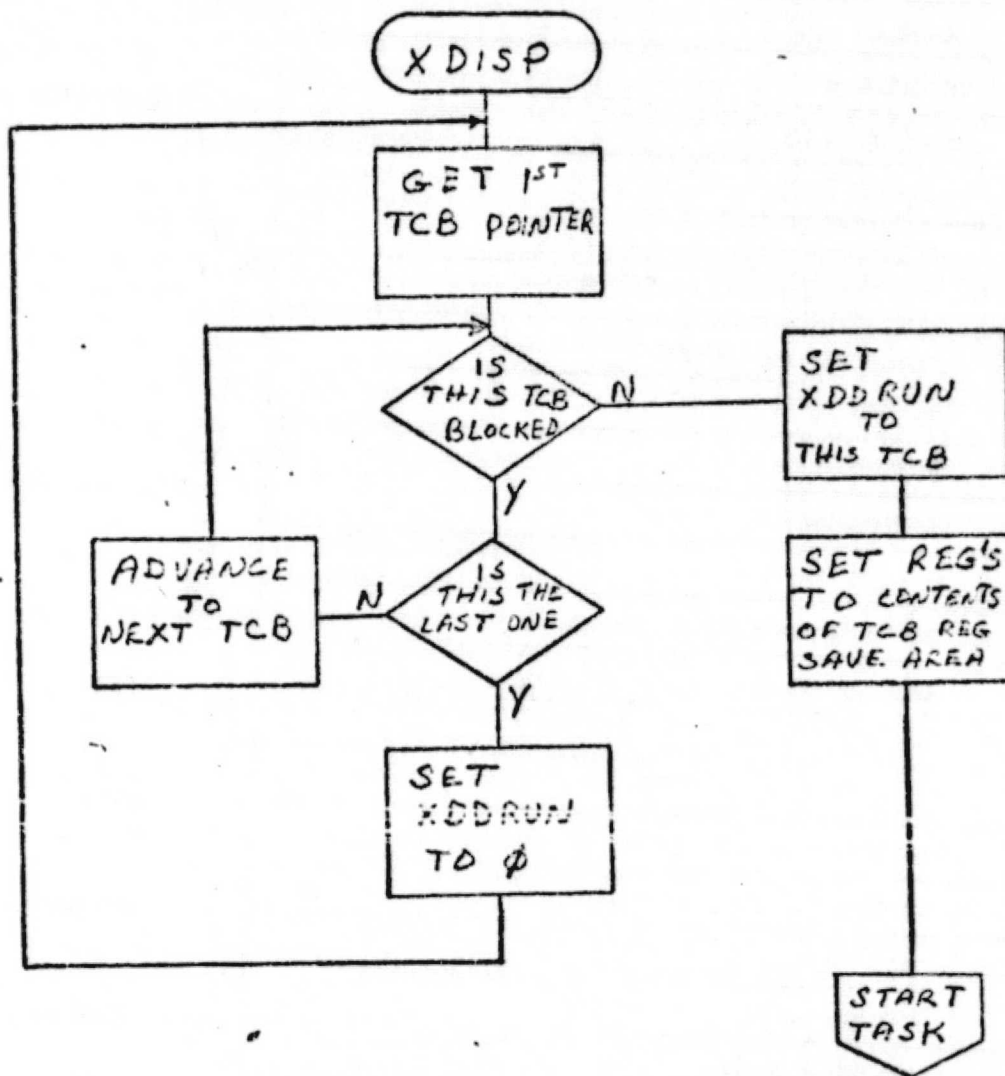 XDISP
GET 1ST
TCB POINTER
IS
THIS TCB
BLOCKED
N
Y
SET
XDDRUN
TO
THIS TCB
SET REG'S
TO CONTENTS
OF TCB REG
SAVE AREA
ADVANCE
TO
NEXT TCB
N
IS
THIS THE
LAST ONE
Y
SET
XDDRUN
TO Ø
START
TASK